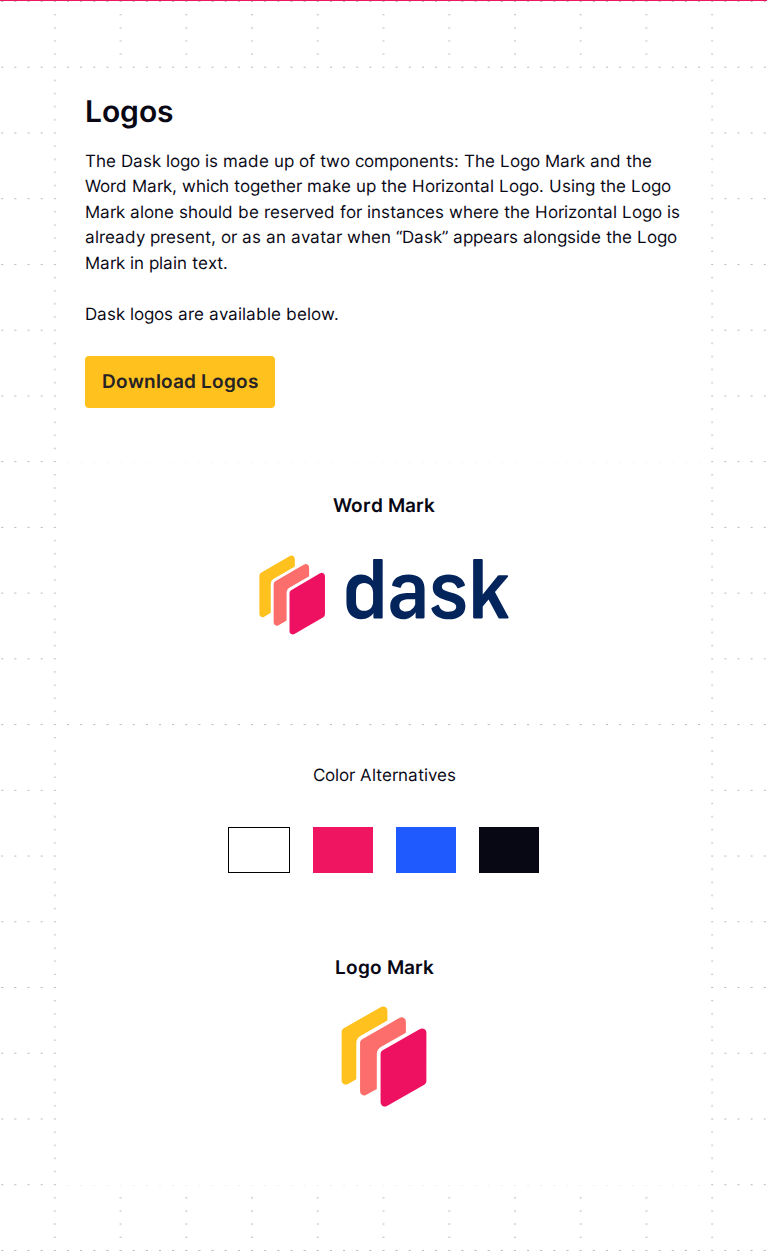 Logos
The Dask logo is made up of two components: The Logo Mark and the
Word Mark, which together make up the Horizontal Logo. Using the Logo
Mark alone should be reserved for instances where the Horizontal Logo is
already present, or as an avatar when “Dask” appears alongside the Logo
Mark in plain text.
Dask logos are available below.
Download Logos
Word Mark
dask
Color Alternatives
Logo Mark